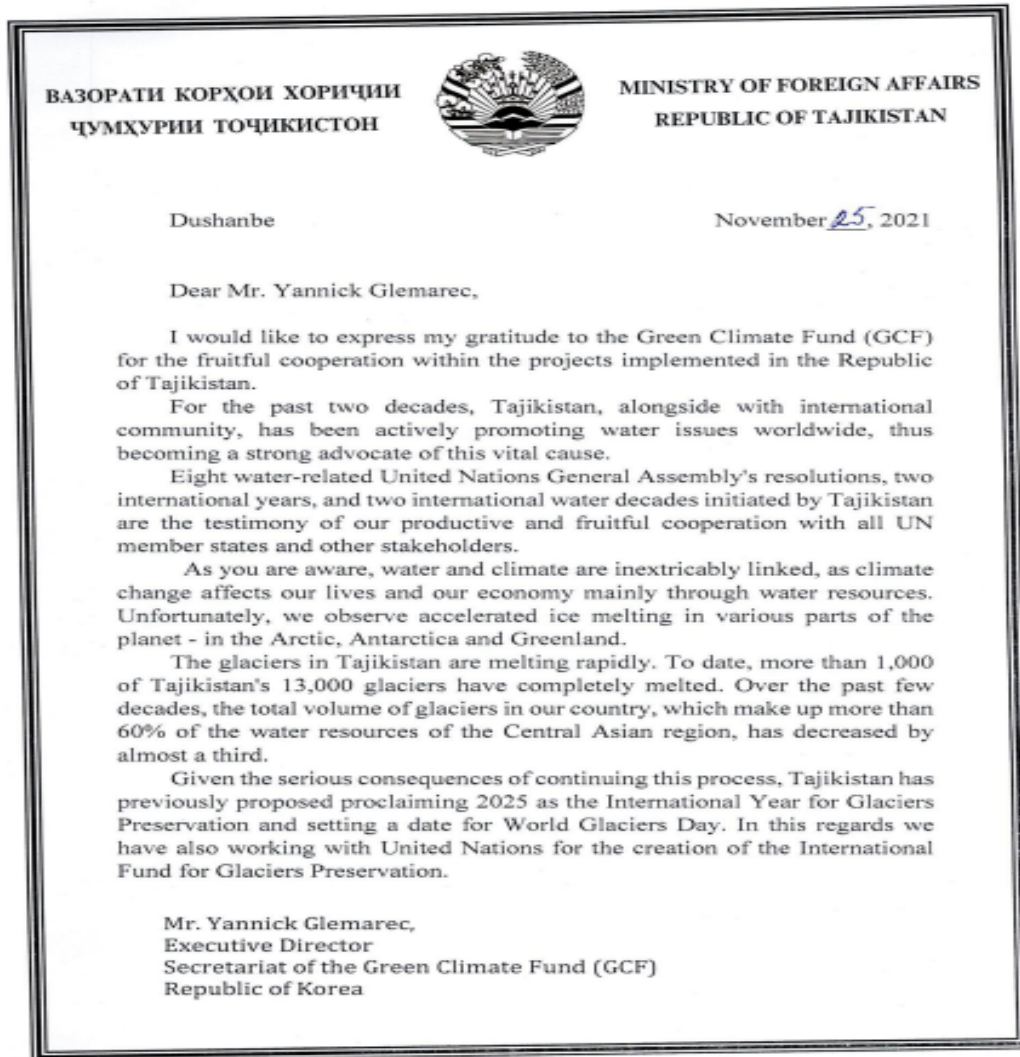 ВАЗОРАТИ КОРҲОИ ХОРИҶИИ
ҶУМҲУРИИ ТОҶИКИСТОН
MINISTRY OF FOREIGN AFFAIRS
REPUBLIC OF TAJIKISTAN
Dushanbe
November 25, 2021
Dear Mr. Yannick Glemarec,
I would like to express my gratitude to the Green Climate Fund (GCF)
for the fruitful cooperation within the projects implemented in the Republic
of Tajikistan.
For the past two decades, Tajikistan, alongside with international
community, has been actively promoting water issues worldwide, thus
becoming a strong advocate of this vital cause.
Eight water-related United Nations General Assembly's resolutions, two
international years, and two international water decades initiated by Tajikistan
are the testimony of our productive and fruitful cooperation with all UN
member states and other stakeholders.
As you are aware, water and climate are inextricably linked, as climate
change affects our lives and our economy mainly through water resources.
Unfortunately, we observe accelerated ice melting in various parts of the
planet - in the Arctic, Antarctica and Greenland.
The glaciers in Tajikistan are melting rapidly. To date, more than 1,000
of Tajikistan's 13,000 glaciers have completely melted. Over the past few
decades, the total volume of glaciers in our country, which make up more than
60% of the water resources of the Central Asian region, has decreased by
almost a third.
Given the serious consequences of continuing this process, Tajikistan has
previously proposed proclaiming 2025 as the International Year for Glaciers
Preservation and setting a date for World Glaciers Day. In this regards we
have also working with United Nations for the creation of the International
Fund for Glaciers Preservation.
Mr. Yannick Glemarec,
Executive Director
Secretariat of the Green Climate Fund (GCF)
Republic of Korea